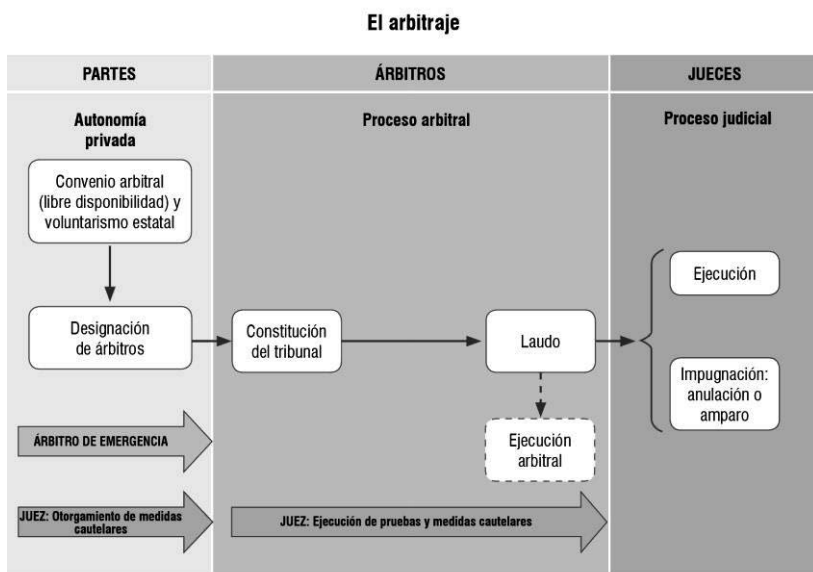 El arbitraje
PARTES
ÁRBITROS
JUECES
Autonomía
privada
Proceso arbitral
Proceso judicial
Convenio arbitral
(libre disponibilidad) y
voluntarismo estatal
Designación
de árbitros
Constitución
del tribunal
Laudo
Ejecución
arbitral
Ejecución
Impugnación:
anulación o
amparo
ÁRBITRO DE EMERGENCIA
JUEZ: Otorgamiento de medidas
cautelares
JUEZ: Ejecución de pruebas y medidas cautelares